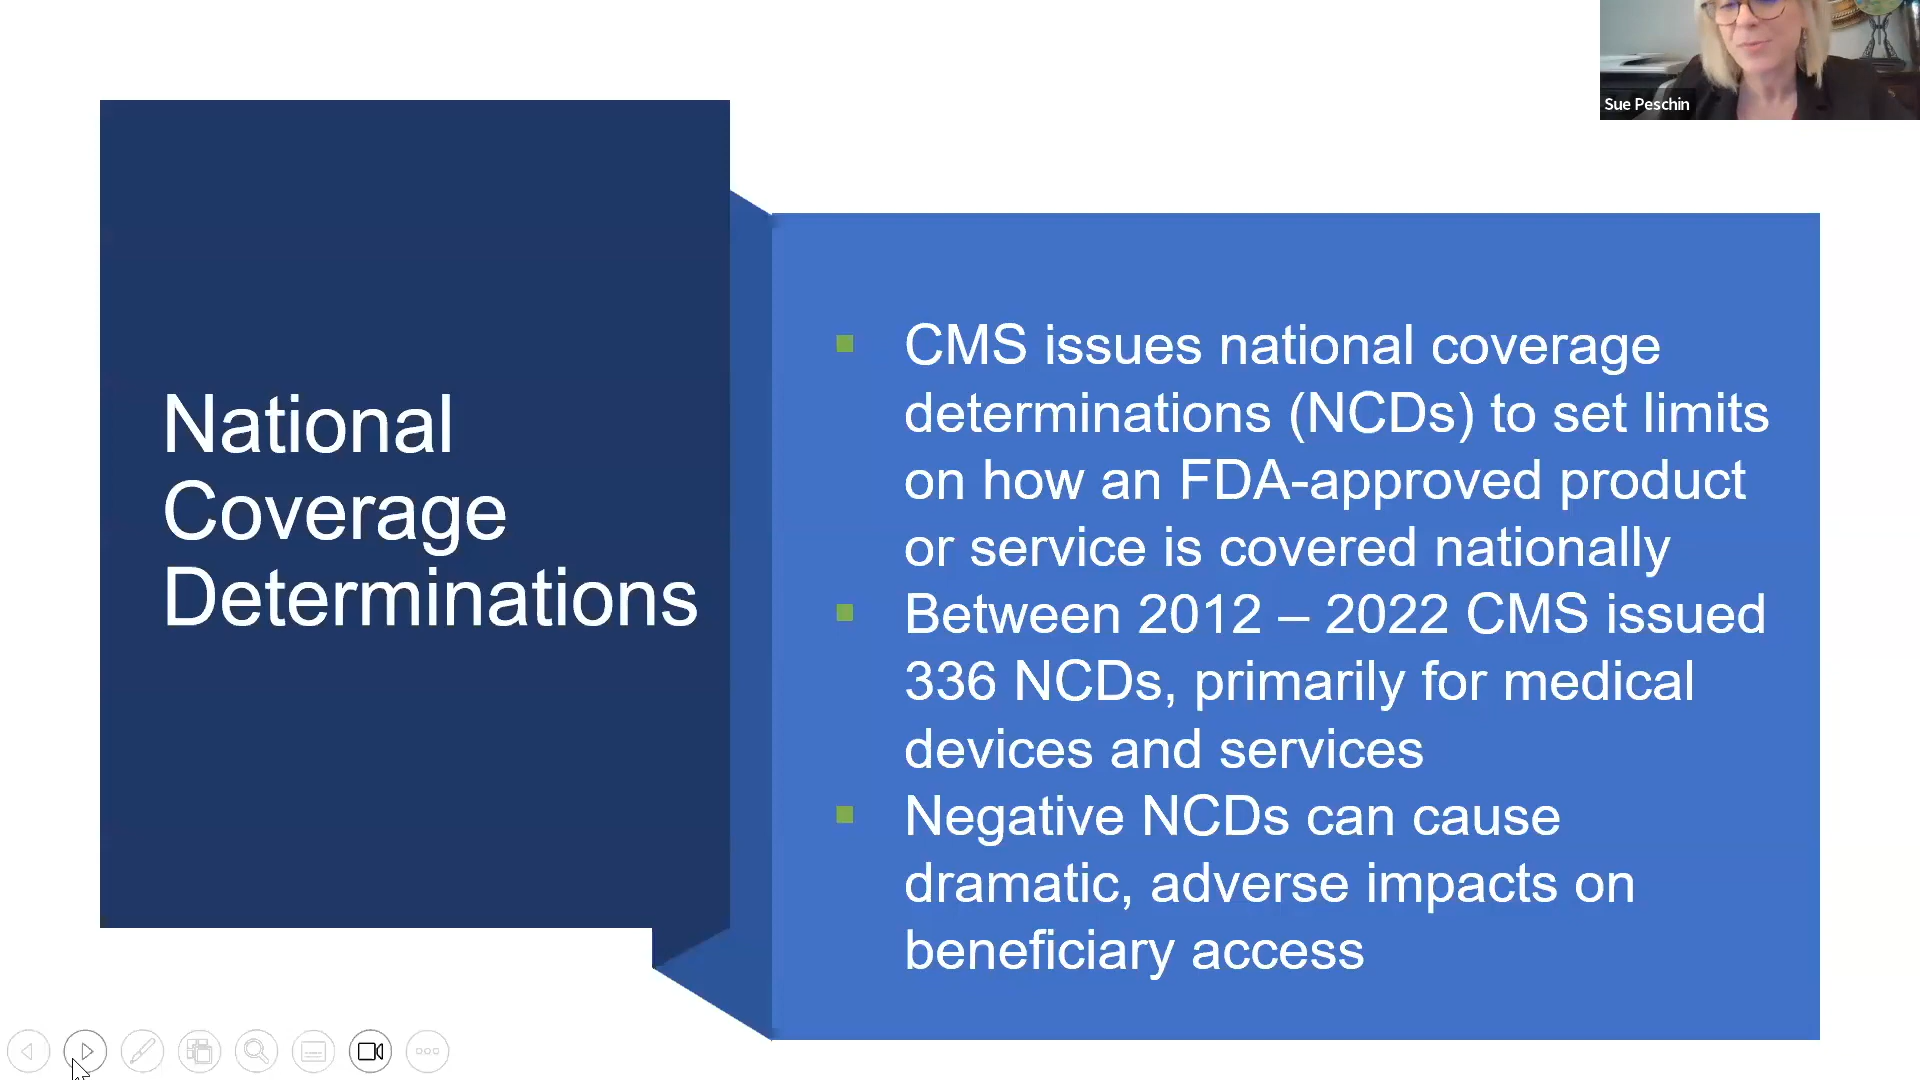 Sue Peschin
National
Coverage
Determinations
CMS issues national coverage
determinations (NCDs) to set limits
on how an FDA-approved product
or service is covered nationally
Between 2012 – 2022 CMS issued
336 NCDs, primarily for medical
devices and services
Negative NCDs can cause
dramatic, adverse impacts on
beneficiary access